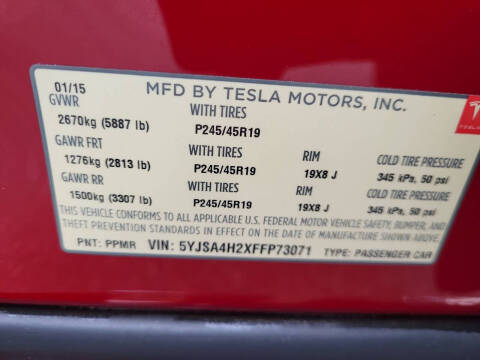 01/15 MFD BY TESLA MOTORS, INC.
GVWR WITH TIRES
2670kg (5887 lb) P245/45R19
GAWR FRT WITH TIRES RIM COLD TIRE PRESSURE
1276kg (2813 lb) P245/45R19 19X8 J 345 kPa, 50 psi
GAWR RR WITH TIRES RIM COLD TIRE PRESSURE
1500kg (3307 lb) P245/45R19 19X8 J 345 kPa, 50 psi
THIS VEHICLE CONFORMS TO ALL APPLICABLE U.S. FEDERAL MOTOR VEHICLE SAFETY, BUMPER, AND
THEFT PREVENTION STANDARDS IN EFFECT ON THE DATE OF MANUFACTURE SHOWN ABOVE.
PNT: PPMR VIN: 5YJSA4H2XFFP73071 TYPE: PASSENGER CAR
TESLA